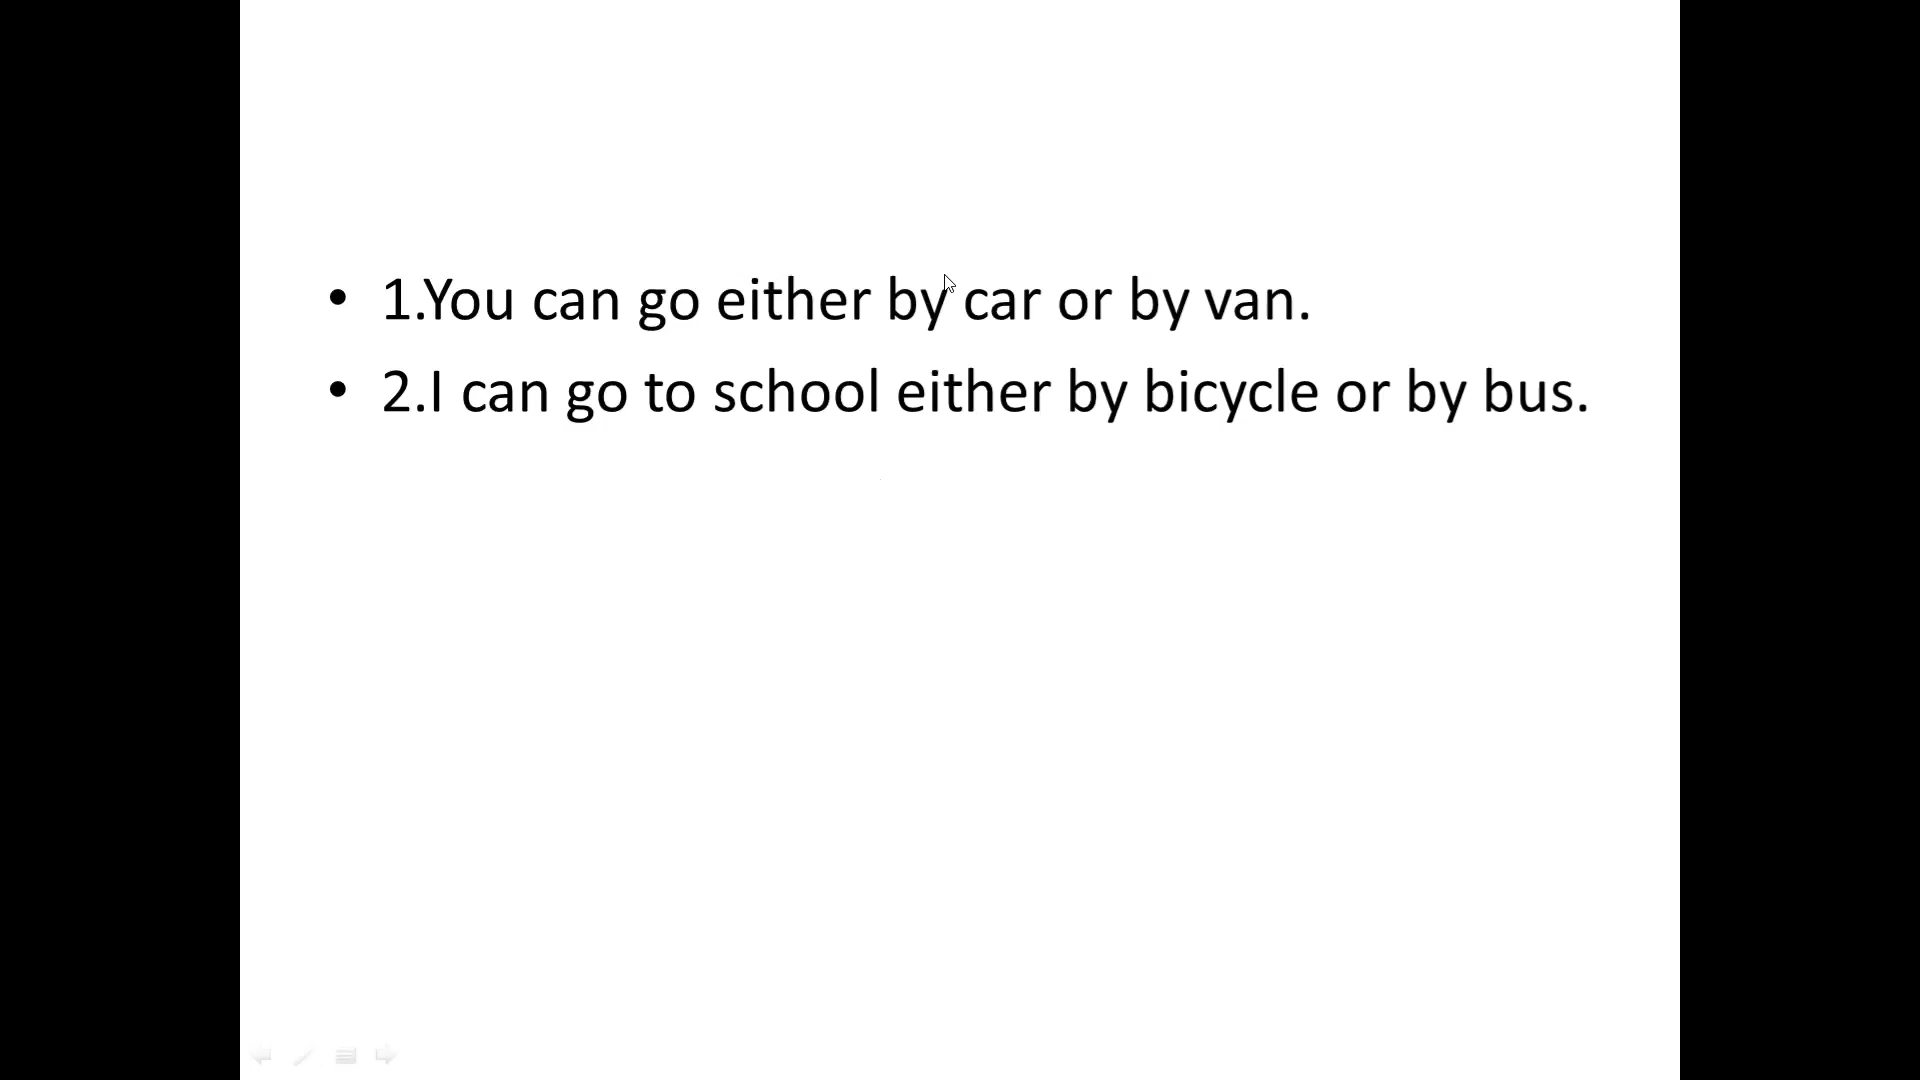 • 1.You can go either by car or by van.
• 2.I can go to school either by bicycle or by bus.